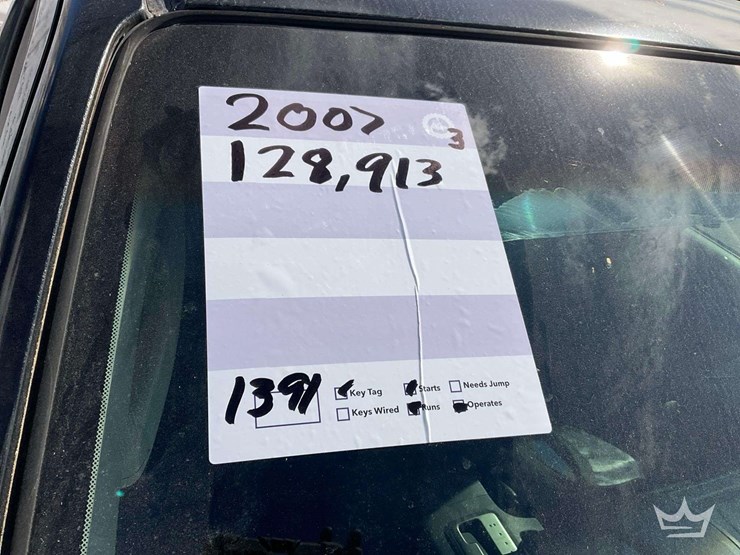 2007
3
128,913
1391
Key Tag Starts Needs Jump
Keys Wired Runs Operates